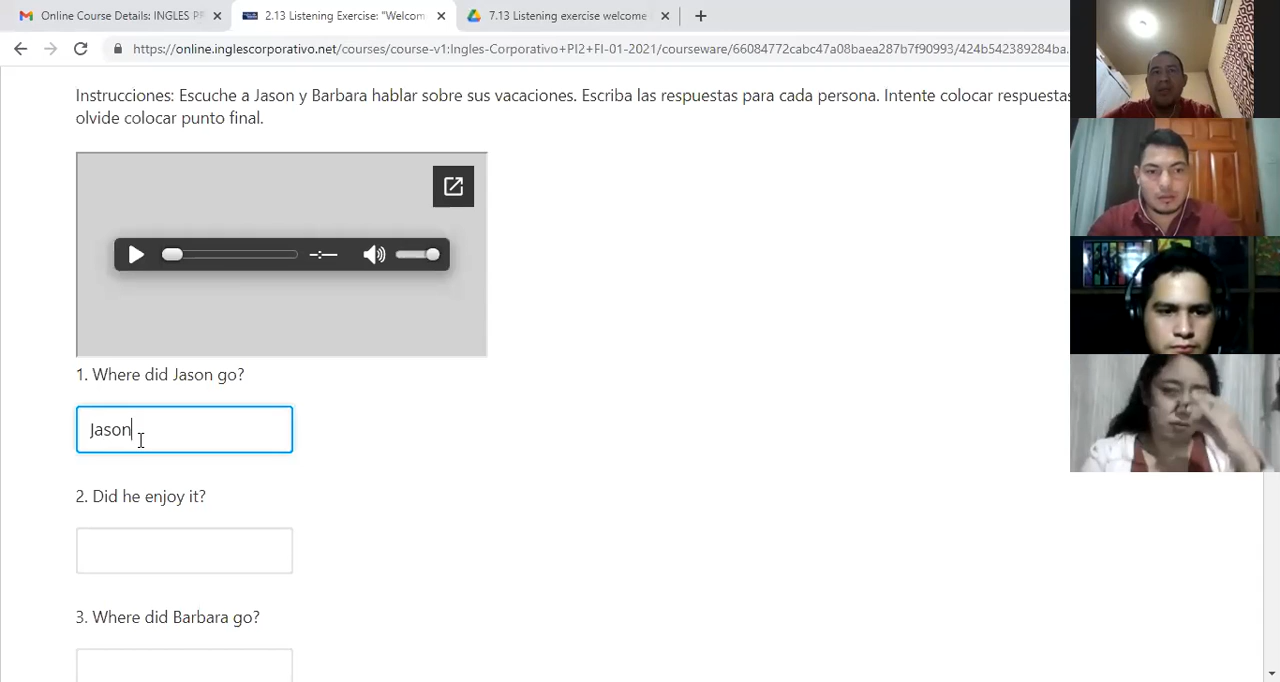 Online Course Details: INGLES PR
2.13 Listening Exercise: "Welcom
7.13 Listening exercise welcome
https://online.inglescorporativo.net/courses/course-v1:Ingles-Corporativo+PI2+FI-01-2021/courseware/66084772cabc47a08baea287b7f90993/424b542389284ba.
Instrucciones: Escuche a Jason y Barbara hablar sobre sus vacaciones. Escriba las respuestas para cada persona. Intente colocar respuestas
olvide colocar punto final.
1. Where did Jason go?
Jason
2. Did he enjoy it?
3. Where did Barbara go?